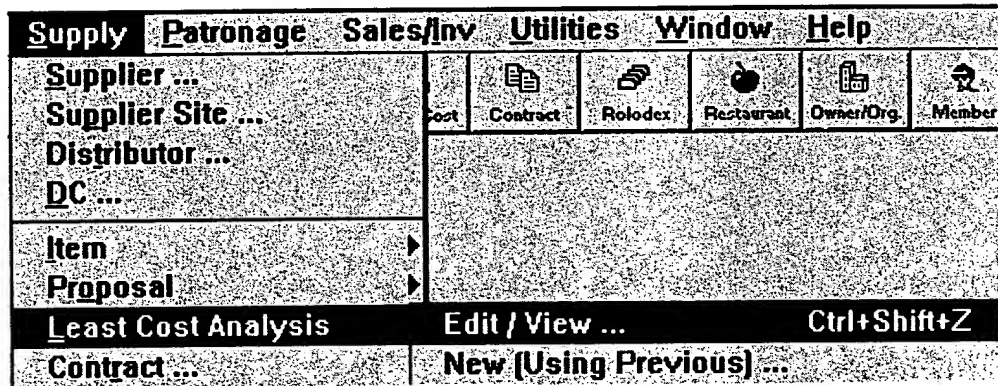 Supply Patronage Sales/Inv Utilities Window Help
Supplier ...
Supplier Site ...
Distributor ...
DC ...
Cost Contract Rolodex Restaurant Owner/Org. Member
Item
Proposal
Least Cost Analysis Edit / View ... Ctrl+Shift+Z
Contract ... New (Using Previous) ...